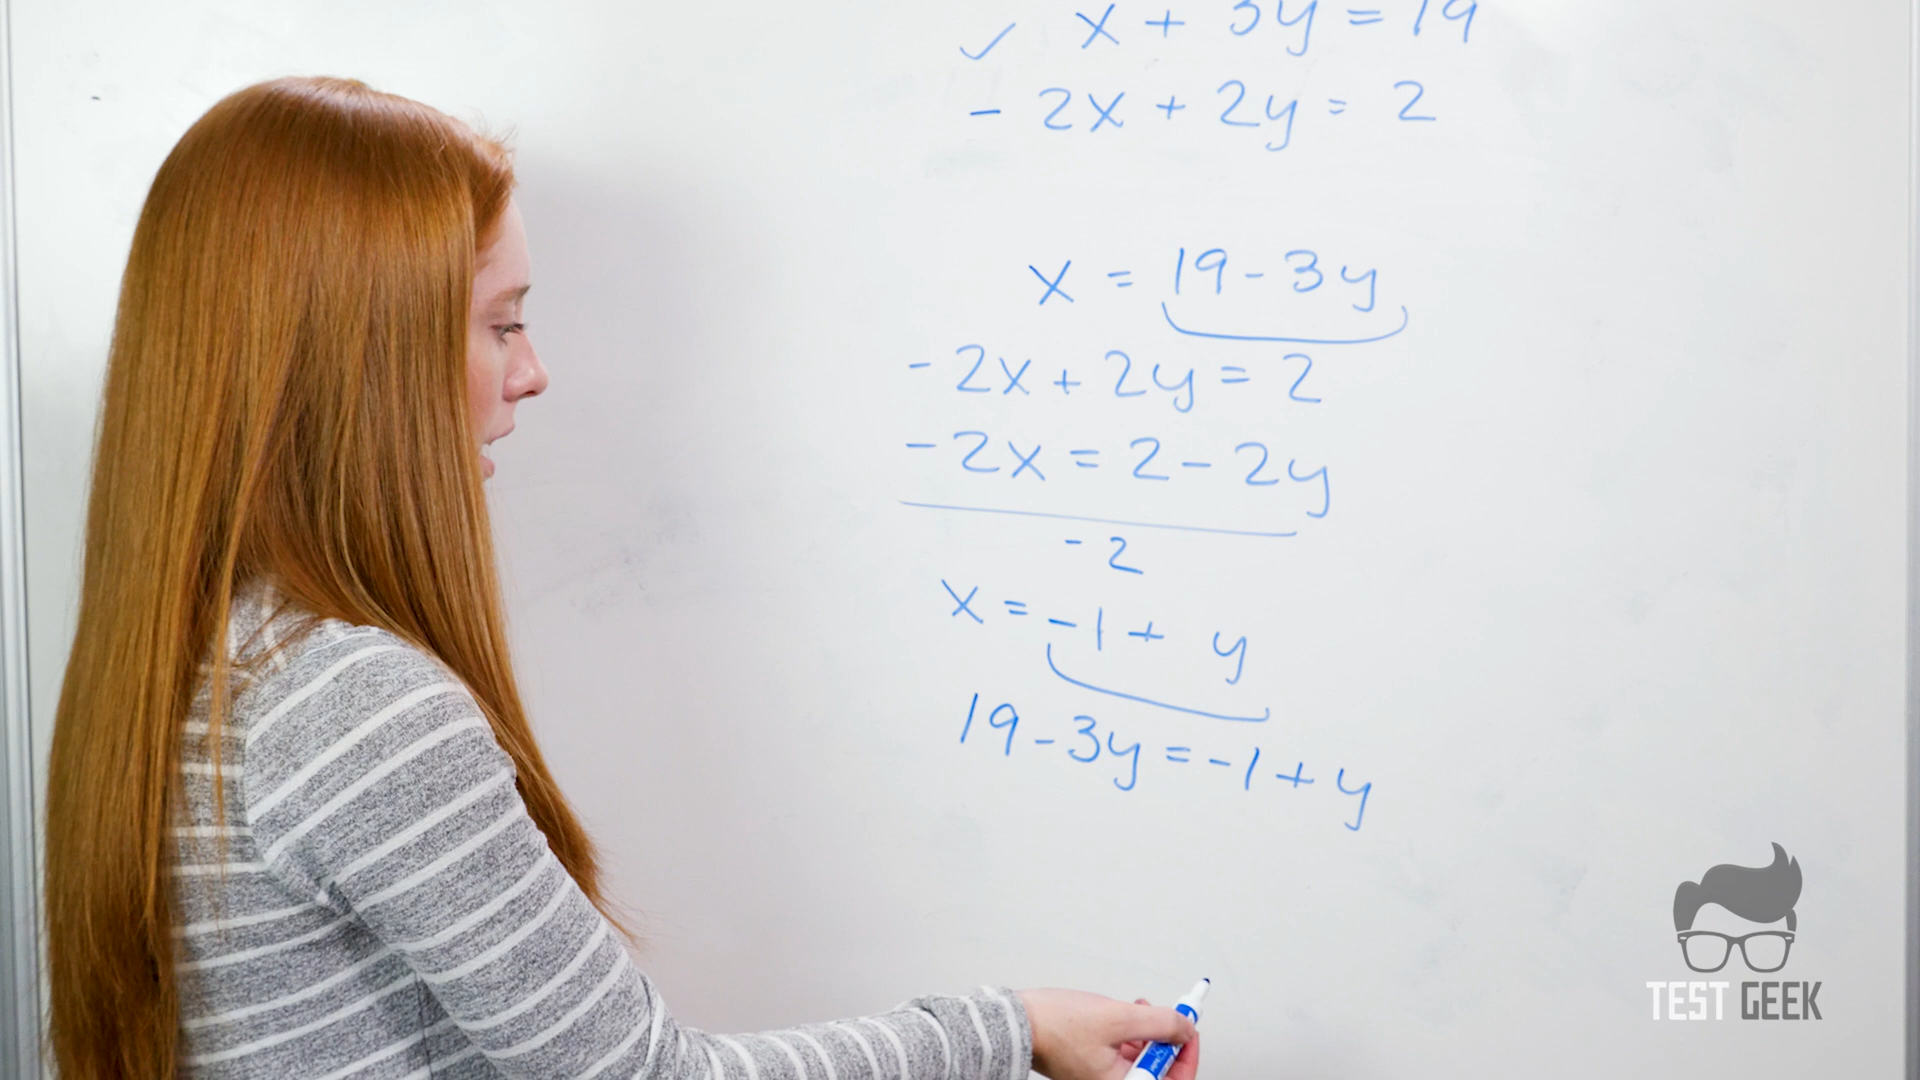 ✓ x + 3y = 19
- 2x + 2y = 2
x = 19 - 3y
- 2x + 2y = 2
- 2x = 2 - 2y
- 2
x = -1 + y
19 - 3y = -1 + y
TEST GEEK